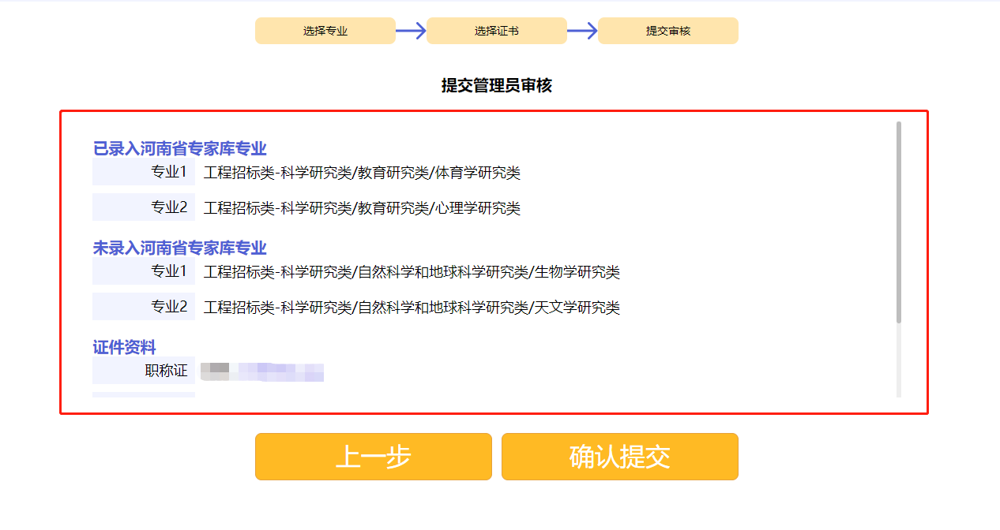 选择专业 选择证书 提交审核
提交管理员审核
已录入河南省专家库专业
专业1 工程招标类-科学研究类/教育研究类/体育学研究类
专业2 工程招标类-科学研究类/教育研究类/心理学研究类
未录入河南省专家库专业
专业1 工程招标类-科学研究类/自然科学和地球科学研究类/生物学研究类
专业2 工程招标类-科学研究类/自然科学和地球科学研究类/天文学研究类
证件资料
职称证
上一步 确认提交